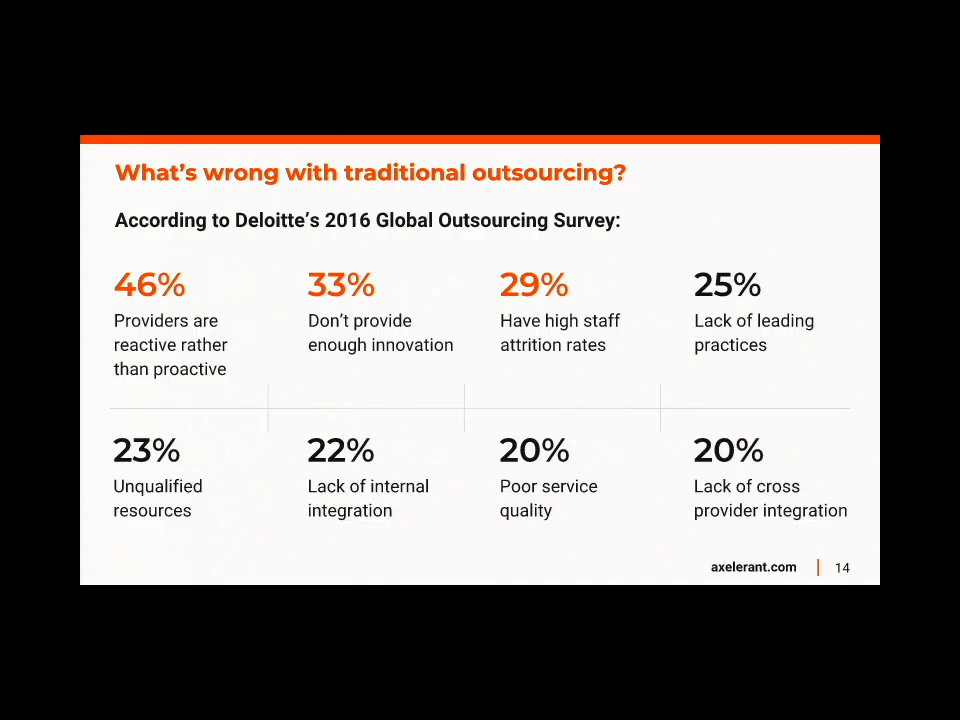 What's wrong with traditional outsourcing?
According to Deloitte's 2016 Global Outsourcing Survey:
46%
Providers are
reactive rather
than proactive
33%
Don't provide
enough innovation
29%
Have high staff
attrition rates
25%
Lack of leading
practices
23%
Unqualified
resources
22%
Lack of internal
integration
20%
Poor service
quality
20%
Lack of cross
provider integration
axelerant.com | 14